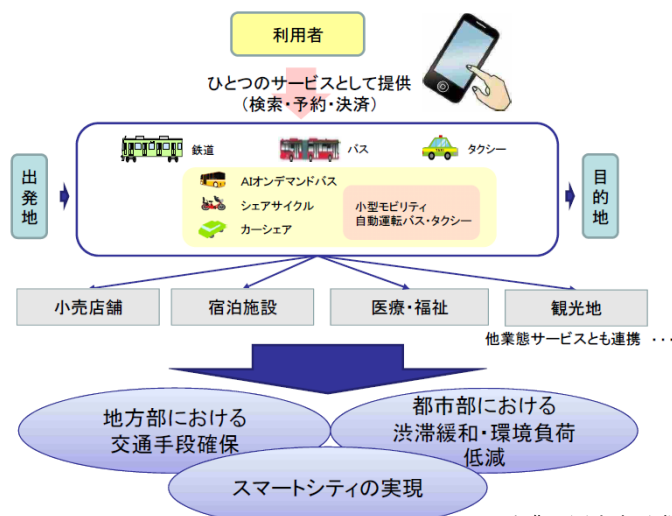 利用者
ひとつのサービスとして提供
(検索・予約・決済)
出発地
鉄道
バス
タクシー
目的地
AIオンデマンドバス
シェアサイクル
カーシェア
小型モビリティ
自動運転バス・タクシー
小売店舗
宿泊施設
医療・福祉
観光地
他業態サービスとも連携 ・・・
地方部における
交通手段確保
都市部における
渋滞緩和・環境負荷
低減
スマートシティの実現